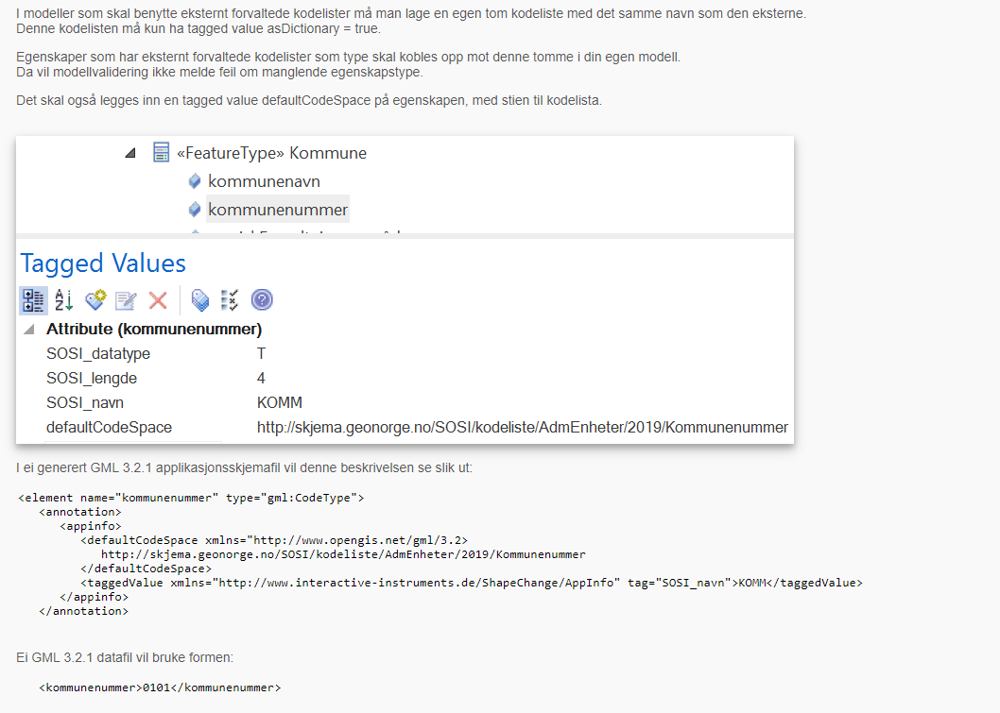 I modeller som skal benytte eksternt forvaltede kodelister må man lage en egen tom kodeliste med det samme navn som den eksterne.
Denne kodelisten må kun ha tagged value asDictionary = true.
Egenskaper som har eksternt forvaltede kodelister som type skal kobles opp mot denne tomme i din egen modell.
Da vil modellvalidering ikke melde feil om manglende egenskapstype.
Det skal også legges inn en tagged value defaultCodeSpace på egenskapen, med stien til kodelista.
«FeatureType» Kommune
kommunenavn
kommunenummer
Tagged Values
Attribute (kommunenummer)
SOSI_datatype T
SOSI_lengde 4
SOSI_navn KOMM
defaultCodeSpace http://skjema.geonorge.no/SOSI/kodeliste/AdmEnheter/2019/Kommunenummer
I ei generert GML 3.2.1 applikasjonsskjemafil vil denne beskrivelsen se slik ut:
<element name="kommunenummer" type="gml:CodeType">
<annotation>
<appinfo>
<defaultCodeSpace xmlns="http://www.opengis.net/gml/3.2>
http://skjema.geonorge.no/SOSI/kodeliste/AdmEnheter/2019/Kommunenummer
</defaultCodeSpace>
<taggedValue xmlns="http://www.interactive-instruments.de/ShapeChange/AppInfo" tag="SOSI_navn">KOMM</taggedValue>
</appinfo>
</annotation>
Ei GML 3.2.1 datafil vil bruke formen:
<kommunenummer>0101</kommunenummer>